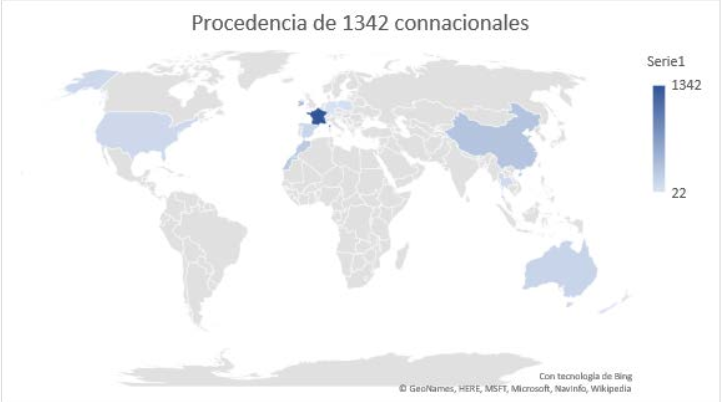 Procedencia de 1342 connacionales
Serie1
1342
22
Con tecnología de Bing
© GeoNames, HERE, MSFT, Microsoft, NavInfo, Wikipedia